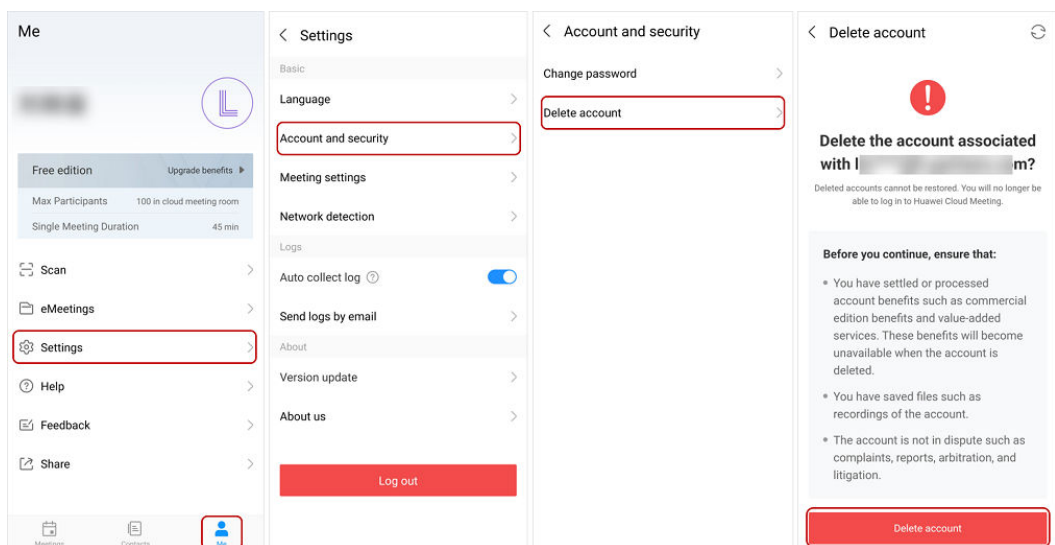 Me
L
Free edition Upgrade benefits
Max Participants 100 in cloud meeting room
Single Meeting Duration 45 min
Scan
eMeetings
Settings
Help
Feedback
Share
Meetings Contacts Me
Settings
Basic
Language
Account and security
Meeting settings
Network detection
Logs
Auto collect log
Send logs by email
About
Version update
About us
Log out
Account and security
Change password
Delete account
Delete account
Delete the account associated
with l m?
Deleted accounts cannot be restored. You will no longer be
able to log in to Huawei Cloud Meeting.
Before you continue, ensure that:
• You have settled or processed
account benefits such as commercial
edition benefits and value-added
services. These benefits will become
unavailable when the account is
deleted.
• You have saved files such as
recordings of the account.
• The account is not in dispute such as
complaints, reports, arbitration, and
litigation.
Delete account